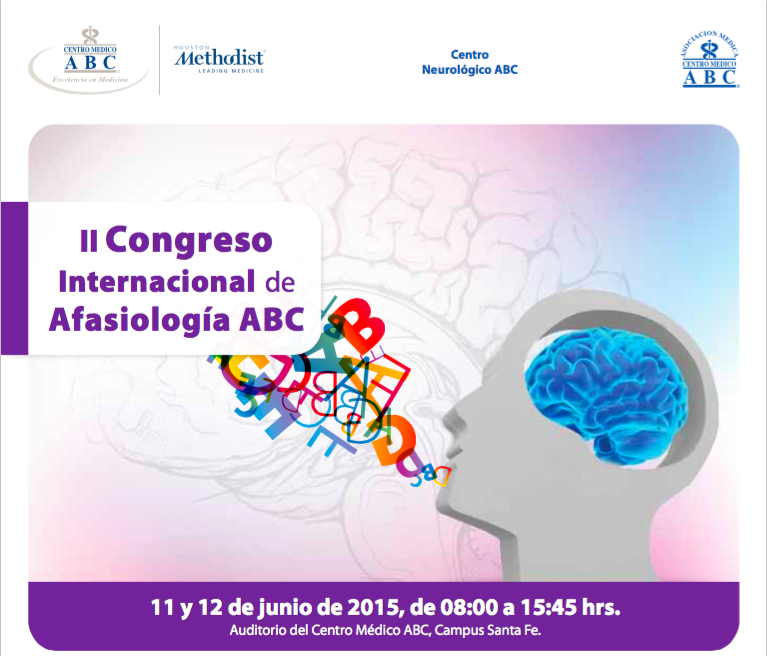 CENTRO MEDICO
ABC
Excelencia en Medicina
HOUSTON
Methodist
LEADING MEDICINE
Centro
Neurológico ABC
ASOCIACION MEDICA
CENTRO MEDICO
ABC
II Congreso
Internacional de
Afasiología ABC
11 y 12 de junio de 2015, de 08:00 a 15:45 hrs.
Auditorio del Centro Médico ABC, Campus Santa Fe.